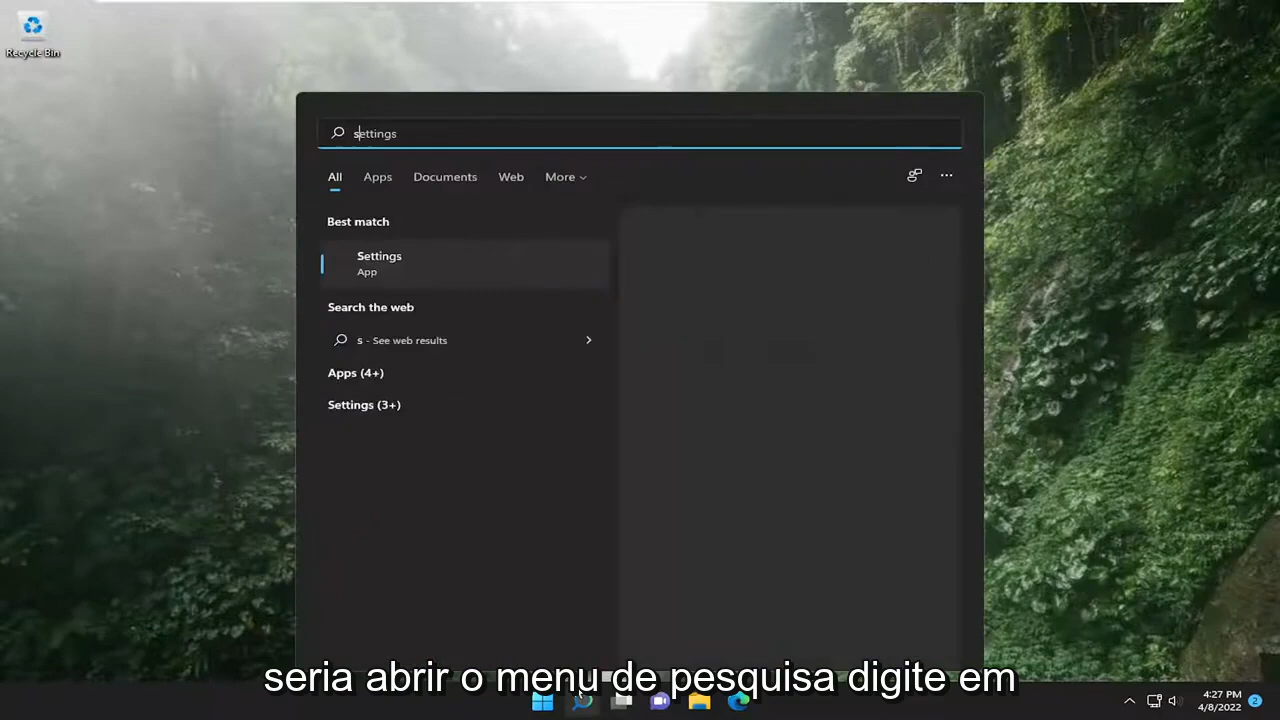 Recycle Bin
settings
All Apps Documents Web More
Best match
Settings
App
Search the web
s - See web results
Apps (4+)
Settings (3+)
seria abrir o menu de pesquisa digite em
4:27 PM
4/8/2022
2